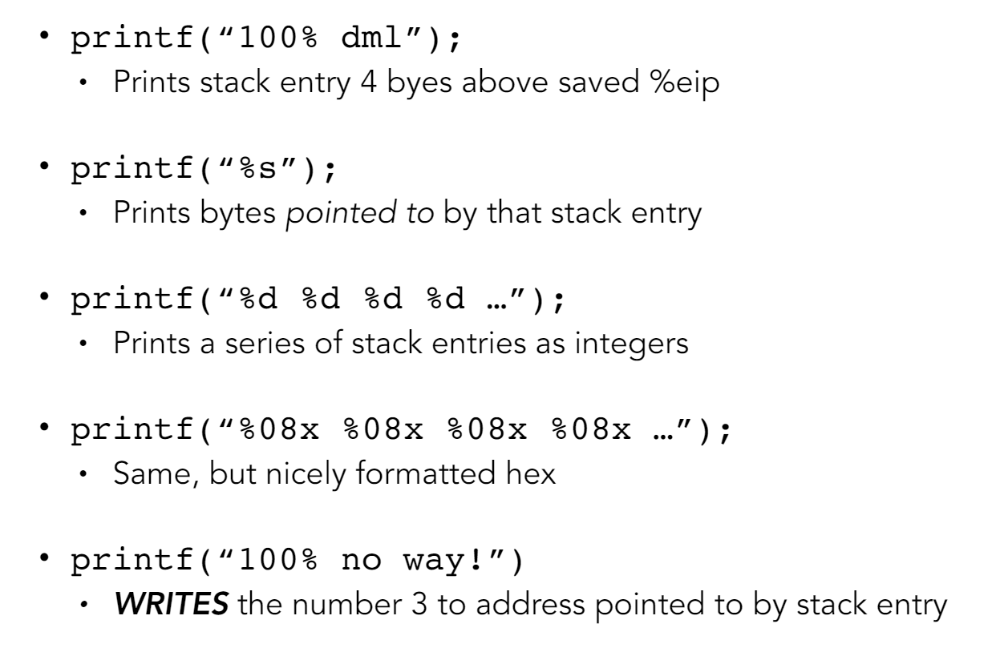 • printf(“100% dml”);
• Prints stack entry 4 byes above saved %eip
• printf(“%s”);
• Prints bytes pointed to by that stack entry
• printf(“%d %d %d %d …”);
• Prints a series of stack entries as integers
• printf(“%08x %08x %08x %08x …”);
• Same, but nicely formatted hex
• printf(“100% no way!”)
• WRITES the number 3 to address pointed to by stack entry